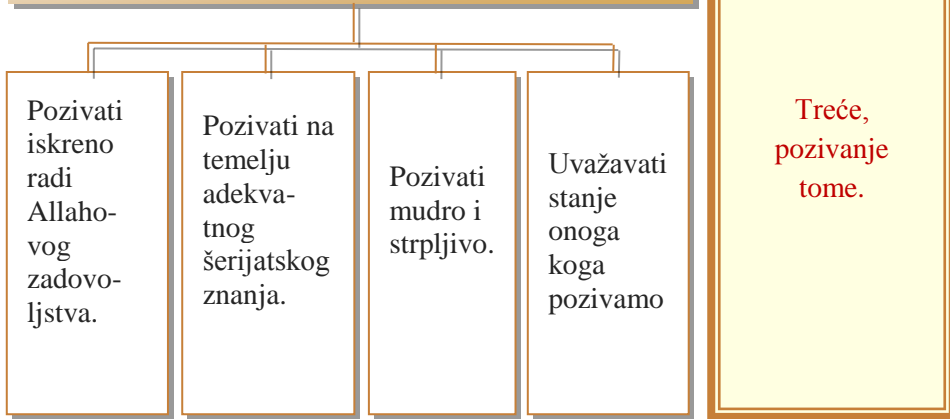 Pozivati
iskreno
radi
Allaho-
vog
zadovo-
ljstva.
Pozivati na
temelju
adekva-
tnog
šerijatskog
znanja.
Pozivati
mudro i
strpljivo.
Uvažavati
stanje
onoga
koga
pozivamo
Treće,
pozivanje
tome.